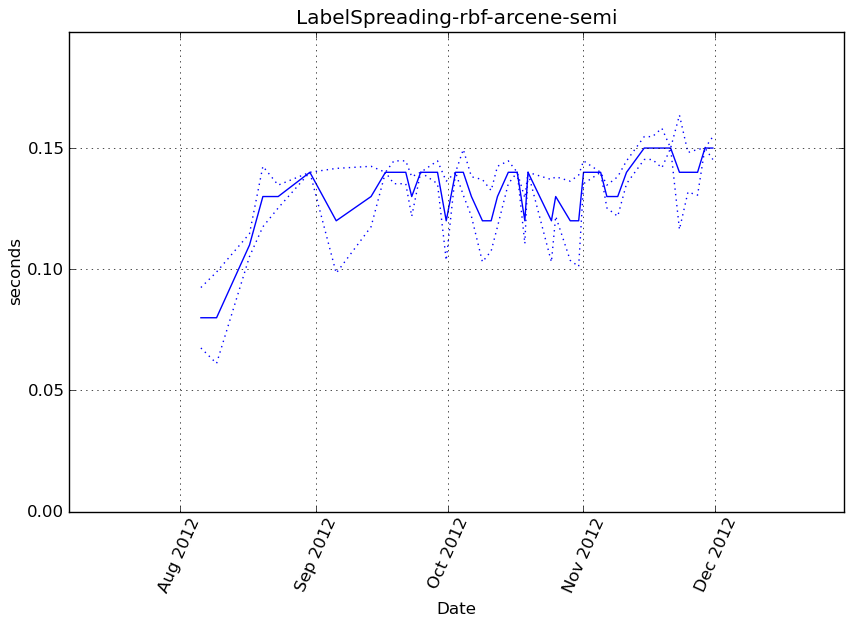 LabelSpreading-rbf-arcene-semi
seconds
0.15
0.10
0.05
0.00
Aug 2012
Sep 2012
Oct 2012
Nov 2012
Dec 2012
Date